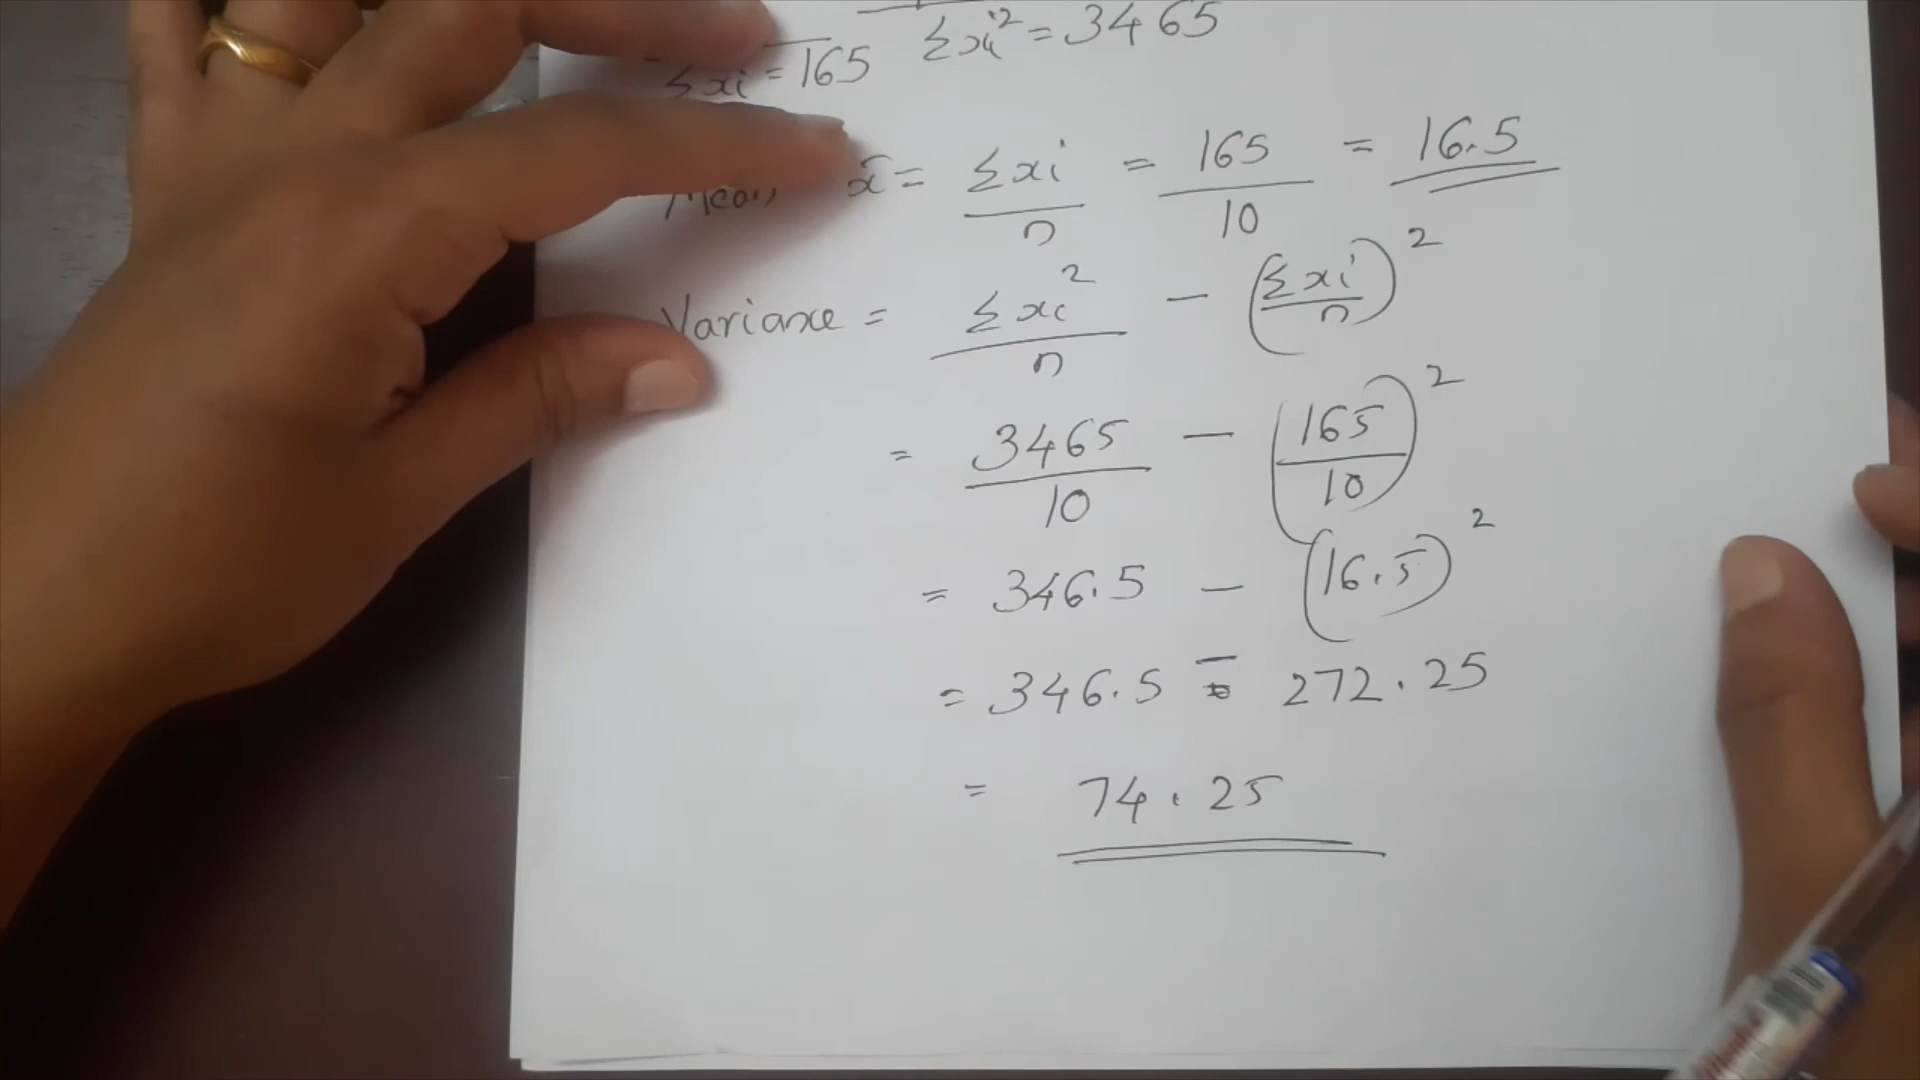 Σxi = 165 Σxi² = 3465
Mean, x̄ = Σxi/n = 165/10 = 16.5
Variance = Σxi²/n - (Σxi/n)²
= 3465/10 - (165/10)²
= 346.5 - (16.5)²
= 346.5 - 272.25
= 74.25